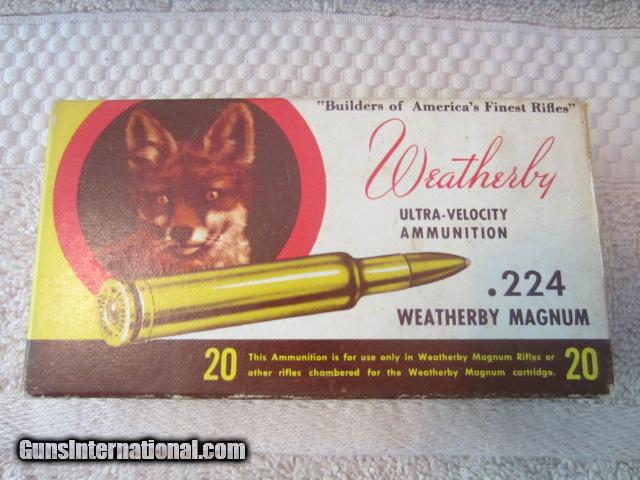 "Builders of America's Finest Rifles"
Weatherby
ULTRA-VELOCITY
AMMUNITION
.224
WEATHERBY MAGNUM
20 This Ammunition is for use only in Weatherby Magnum Rifles or 20
other rifles chambered for the Weatherby Magnum cartridge.
GunsInternational.com